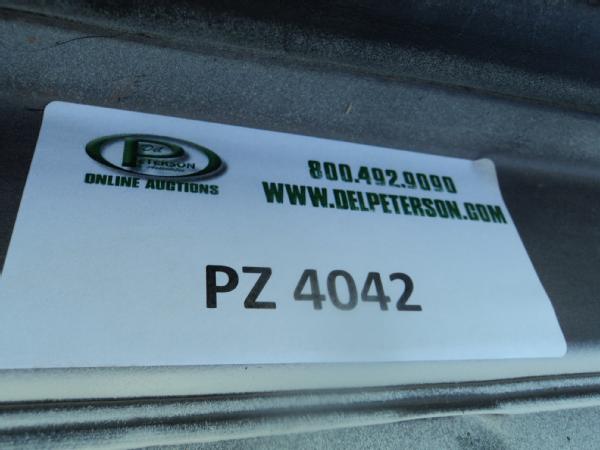 Del
PETERSON
ONLINE AUCTIONS
800.492.9090
WWW.DELPETERSON.COM
PZ 4042